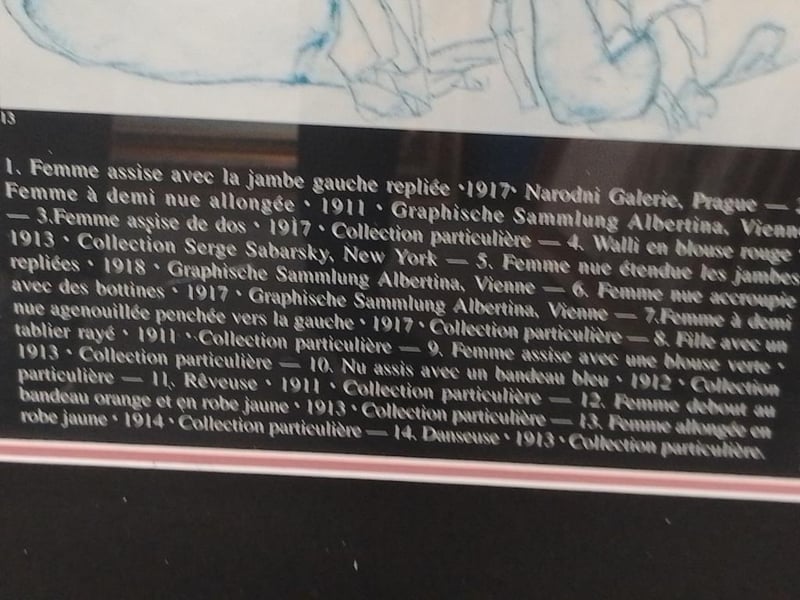 13
1. Femme assise avec la jambe gauche repliée •1917• Narodni Galerie, Prague —
Femme à demi nue allongée • 1911 • Graphische Sammlung Albertina, Vienne
— 3.Femme assise de dos • 1917 • Collection particulière — 4. Walli en blouse rouge •
1913 • Collection Serge Sabarsky, New York — 5. Femme nue étendue les jambes
repliées • 1918 • Graphische Sammlung Albertina, Vienne — 6. Femme nue accroupie
avec des bottines • 1917 • Graphische Sammlung Albertina, Vienne — 7.Femme à demi
nue agenouillée penchée vers la gauche • 1917 • Collection particulière — 8. Fille avec un
tablier rayé • 1911 • Collection particulière — 9. Femme assise avec une blouse verte •
1913 • Collection particulière — 10. Nu assis avec un bandeau bleu • 1912 • Collection
particulière — 11. Rêveuse • 1911 • Collection particulière — 12. Femme debout au
bandeau orange et en robe jaune • 1913 • Collection particulière — 13. Femme allongée en
robe jaune • 1914 • Collection particulière — 14. Danseuse • 1913 • Collection particulière.